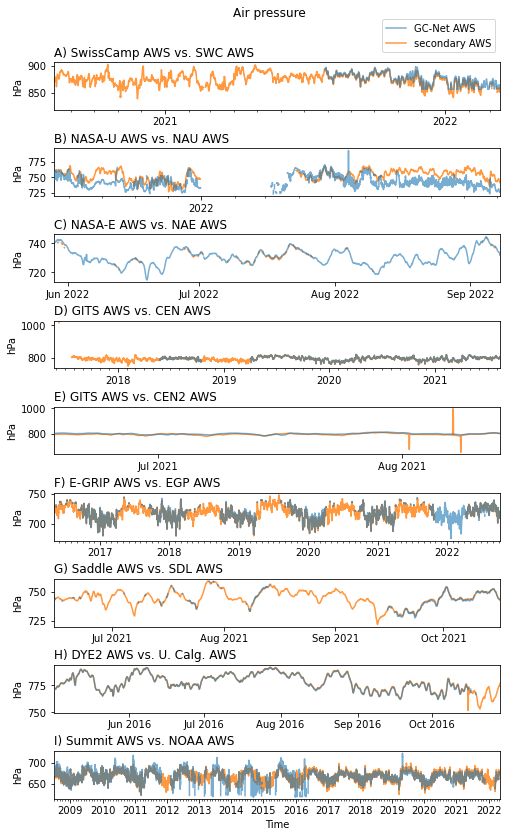 Air pressure
GC-Net AWS
secondary AWS
A) SwissCamp AWS vs. SWC AWS
900
850
hPa
2021 2022
B) NASA-U AWS vs. NAU AWS
775
750
725
hPa
2022
C) NASA-E AWS vs. NAE AWS
740
720
hPa
Jun 2022 Jul 2022 Aug 2022 Sep 2022
D) GITS AWS vs. CEN AWS
1000
800
hPa
2018 2019 2020 2021
E) GITS AWS vs. CEN2 AWS
1000
800
hPa
Jul 2021 Aug 2021
F) E-GRIP AWS vs. EGP AWS
750
700
hPa
2017 2018 2019 2020 2021 2022
G) Saddle AWS vs. SDL AWS
750
725
hPa
Jul 2021 Aug 2021 Sep 2021 Oct 2021
H) DYE2 AWS vs. U. Calg. AWS
775
750
hPa
Jun 2016 Jul 2016 Aug 2016 Sep 2016 Oct 2016
I) Summit AWS vs. NOAA AWS
700
650
hPa
2009 2010 2011 2012 2013 2014 2015 2016 2017 2018 2019 2020 2021 2022
Time